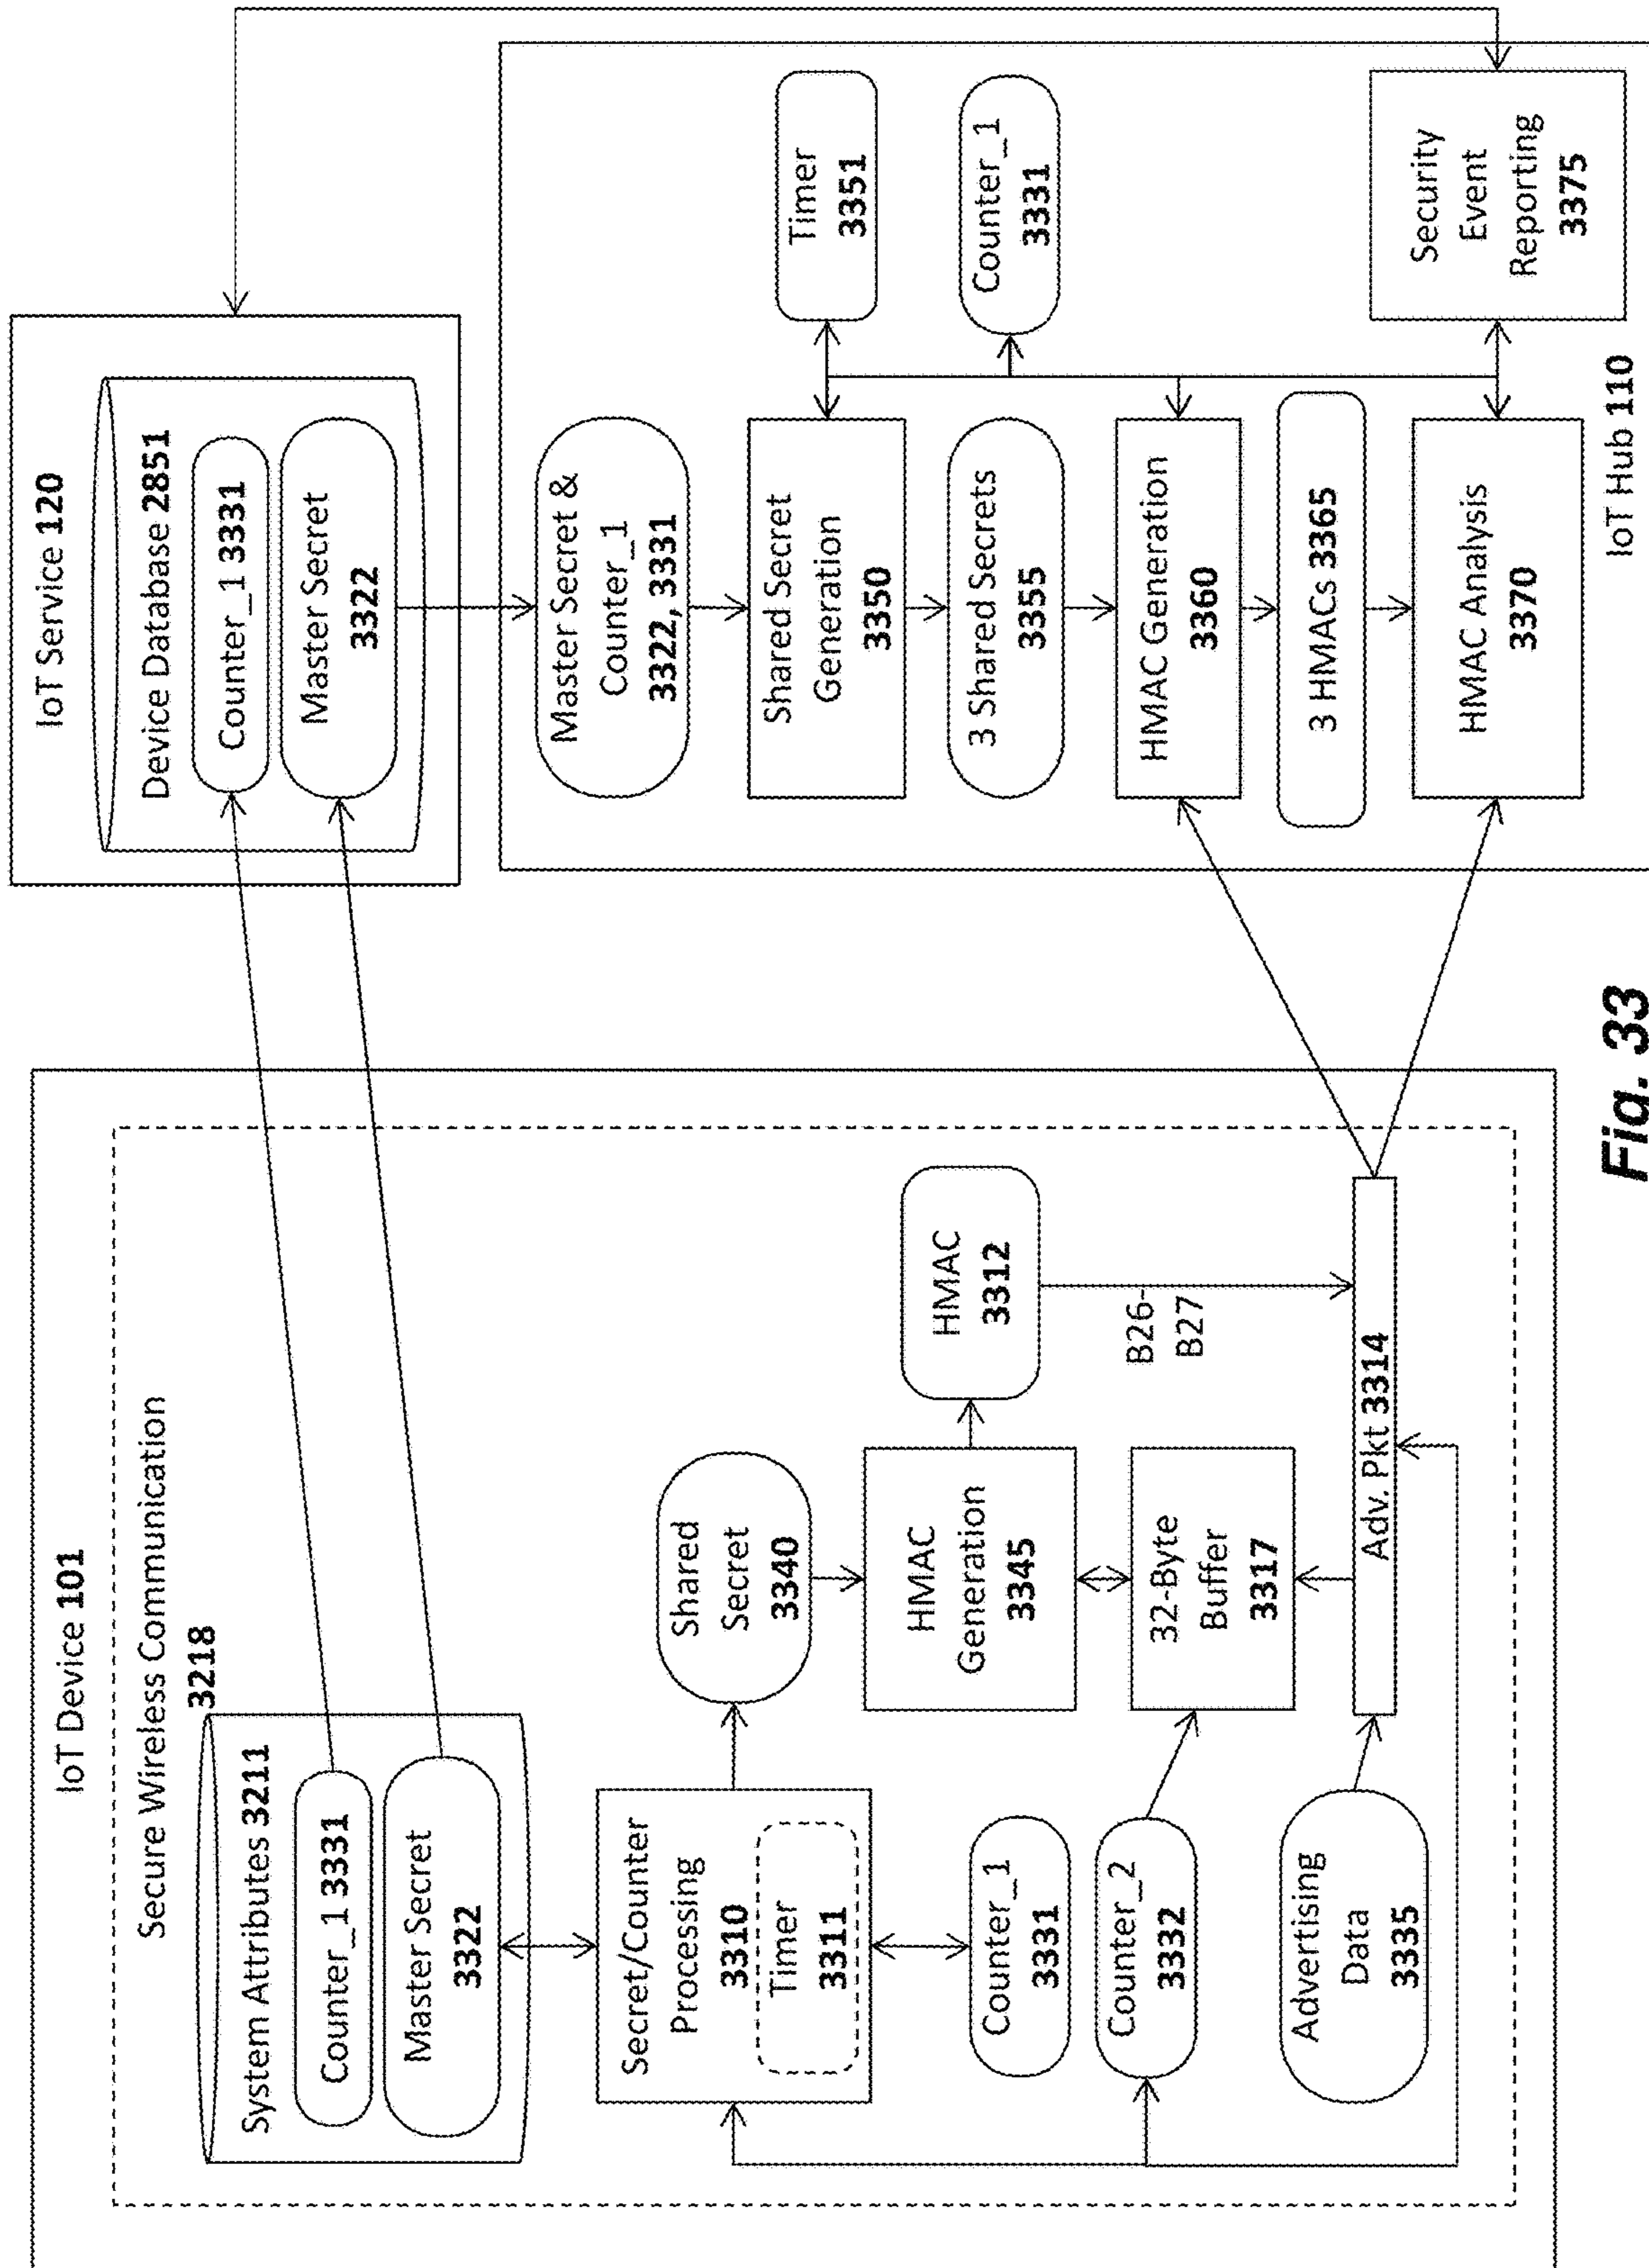 IoT Device 101
Secure Wireless Communication
3218
System Attributes 3211
Counter_1 3331
Master Secret
3322
Secret/Counter
Processing
3310
Timer
3311
Counter_1
3331
Counter_2
3332
Advertising
Data
3335
Shared
Secret
3340
HMAC
Generation
3345
32-Byte
Buffer
3317
HMAC
3312
B26-
B27
Adv. Pkt 3314
IoT Service 120
Device Database 2851
Counter_1 3331
Master Secret
3322
Master Secret &
Counter_1
3322, 3331
Shared Secret
Generation
3350
3 Shared Secrets
3355
HMAC Generation
3360
3 HMACs 3365
HMAC Analysis
3370
Timer
3351
Counter_1
3331
Security
Event
Reporting
3375
IoT Hub 110
Fig. 33